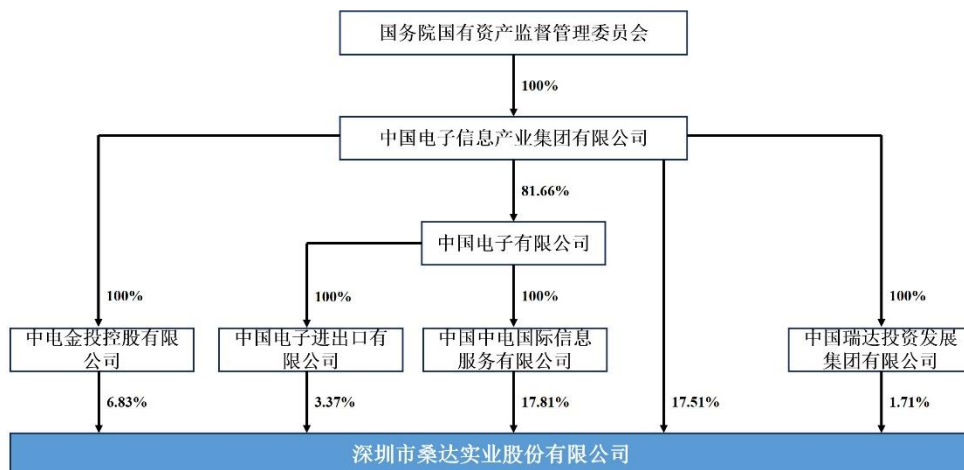 国务院国有资产监督管理委员会
100%
中国电子信息产业集团有限公司
81.66%
中国电子有限公司
100%
100%
100%
100%
中电金投控股有限
公司
中国电子进出口有
限公司
中国中电国际信息
服务有限公司
中国瑞达投资发展
集团有限公司
6.83%
3.37%
17.81%
17.51%
1.71%
深圳市桑达实业股份有限公司